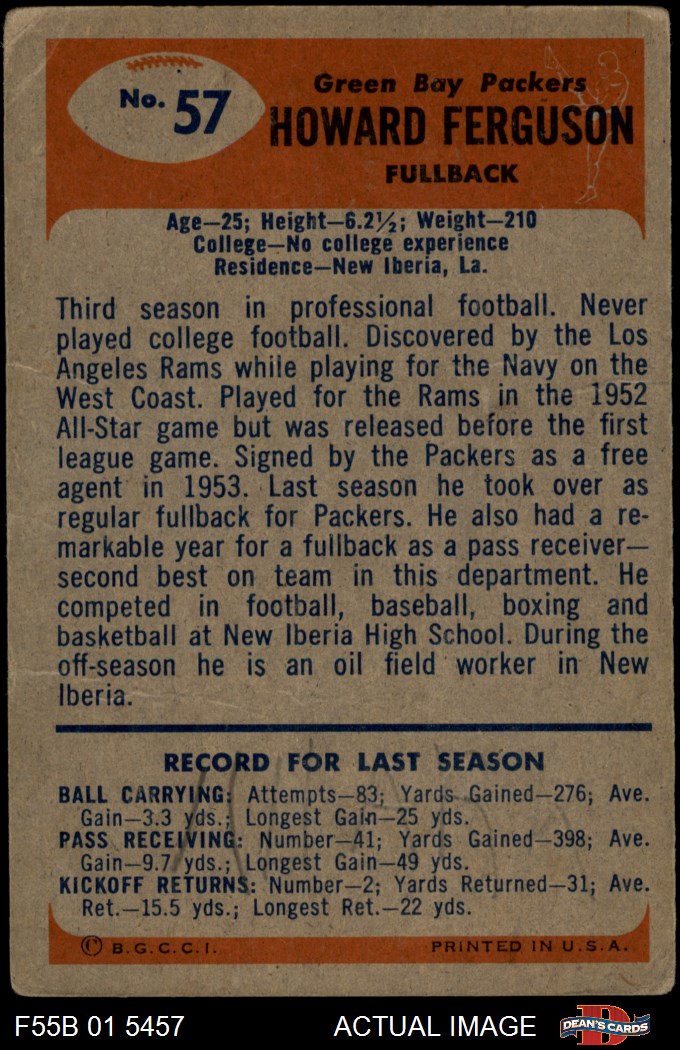 No. 57
Green Bay Packers
HOWARD FERGUSON
FULLBACK
Age—25; Height—6.2½; Weight—210
College—No college experience
Residence—New Iberia, La.
Third season in professional football. Never
played college football. Discovered by the Los
Angeles Rams while playing for the Navy on the
West Coast. Played for the Rams in the 1952
All-Star game but was released before the first
league game. Signed by the Packers as a free
agent in 1953. Last season he took over as
regular fullback for Packers. He also had a re-
markable year for a fullback as a pass receiver—
second best on team in this department. He
competed in football, baseball, boxing and
basketball at New Iberia High School. During the
off-season he is an oil field worker in New
Iberia.
RECORD FOR LAST SEASON
BALL CARRYING: Attempts—83; Yards Gained—276; Ave.
Gain—3.3 yds.; Longest Gain—25 yds.
PASS RECEIVING: Number—41; Yards Gained—398; Ave.
Gain—9.7 yds.; Longest Gain—49 yds.
KICKOFF RETURNS: Number—2; Yards Returned—31; Ave.
Ret.—15.5 yds.; Longest Ret.—22 yds.
© B.G.C.C.I. PRINTED IN U.S.A.
F55B 01 5457 ACTUAL IMAGE D DEAN'S CARDS